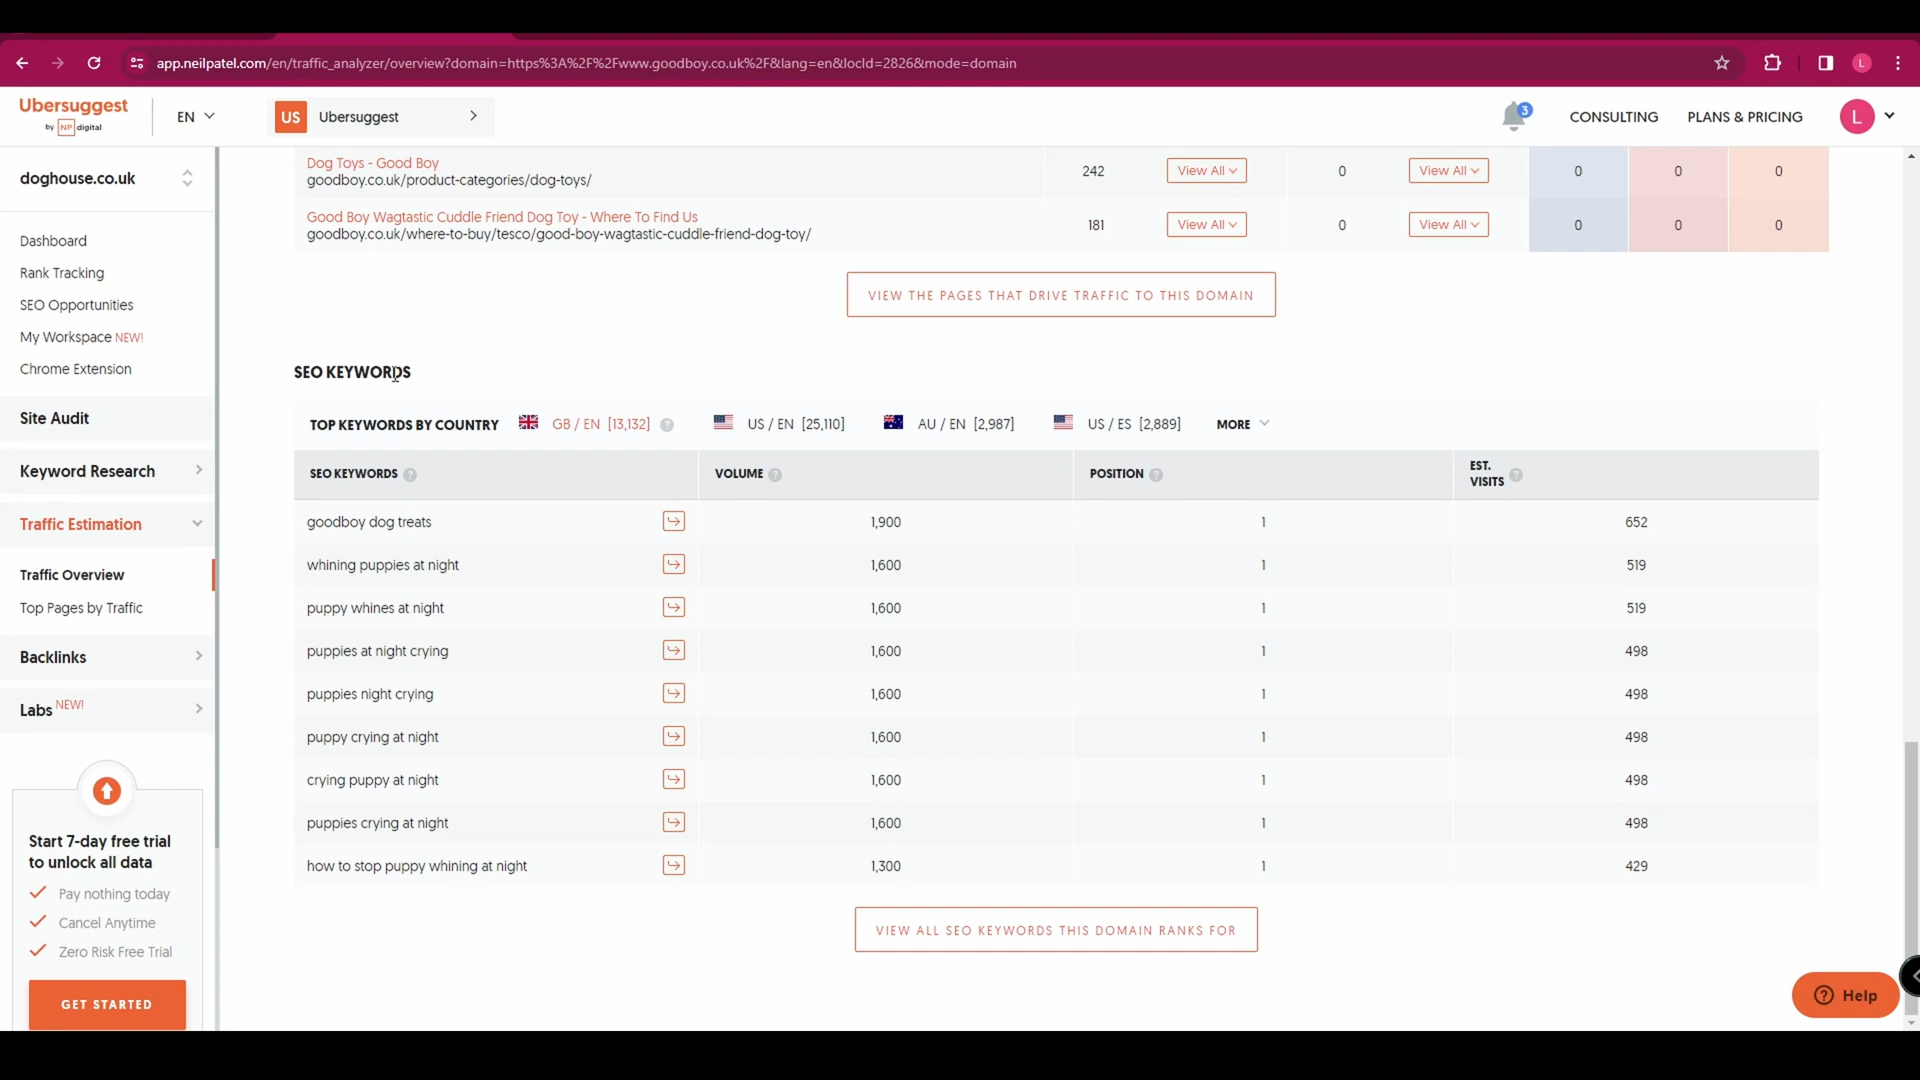 app.neilpatel.com/en/traffic_analyzer/overview?domain=https%3A%2F%2Fwww.goodboy.co.uk%2F&lang=en&locId=2826&mode=domain
L
Ubersuggest
by NP digital
EN
US Ubersuggest
3
CONSULTING
PLANS & PRICING
L
doghouse.co.uk
Dashboard
Rank Tracking
SEO Opportunities
My Workspace NEW!
Chrome Extension
Site Audit
Keyword Research
Traffic Estimation
Traffic Overview
Top Pages by Traffic
Backlinks
Labs NEW!
Start 7-day free trial
to unlock all data
Pay nothing today
Cancel Anytime
Zero Risk Free Trial
GET STARTED
Dog Toys - Good Boy
goodboy.co.uk/product-categories/dog-toys/
242 View All 0 View All 0 0 0
Good Boy Wagtastic Cuddle Friend Dog Toy - Where To Find Us
goodboy.co.uk/where-to-buy/tesco/good-boy-wagtastic-cuddle-friend-dog-toy/
181 View All 0 View All 0 0 0
VIEW THE PAGES THAT DRIVE TRAFFIC TO THIS DOMAIN
SEO KEYWORDS
TOP KEYWORDS BY COUNTRY GB / EN [13,132] ? US / EN [25,110] AU / EN [2,987] US / ES [2,889] MORE
SEO KEYWORDS ? VOLUME ? POSITION ? EST. VISITS ?
goodboy dog treats 1,900 1 652
whining puppies at night 1,600 1 519
puppy whines at night 1,600 1 519
puppies at night crying 1,600 1 498
puppies night crying 1,600 1 498
puppy crying at night 1,600 1 498
crying puppy at night 1,600 1 498
puppies crying at night 1,600 1 498
how to stop puppy whining at night 1,300 1 429
VIEW ALL SEO KEYWORDS THIS DOMAIN RANKS FOR
? Help